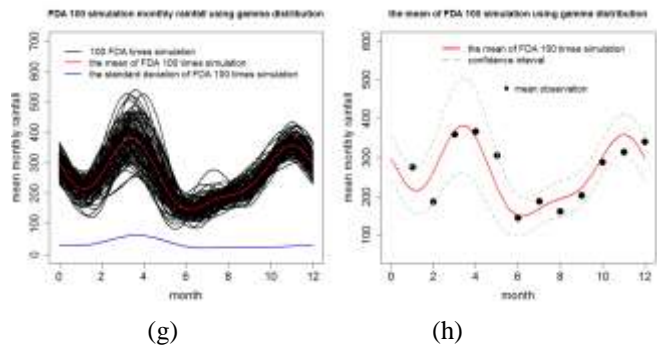 FDA 100 simulation monthly rainfall using gamma distribution
100 FDA times simulation
the mean of FDA 100 times simulation
the standard deviation of FDA 100 times simulation
mean monthly rainfall
700
600
500
400
300
200
100
0
0 2 4 6 8 10 12
month
(g)
the mean of FDA 100 simulation using gamma distribution
the mean of FDA 100 times simulation
confidence interval
mean observation
mean monthly rainfall
600
500
400
300
200
100
0 2 4 6 8 10 12
month
(h)